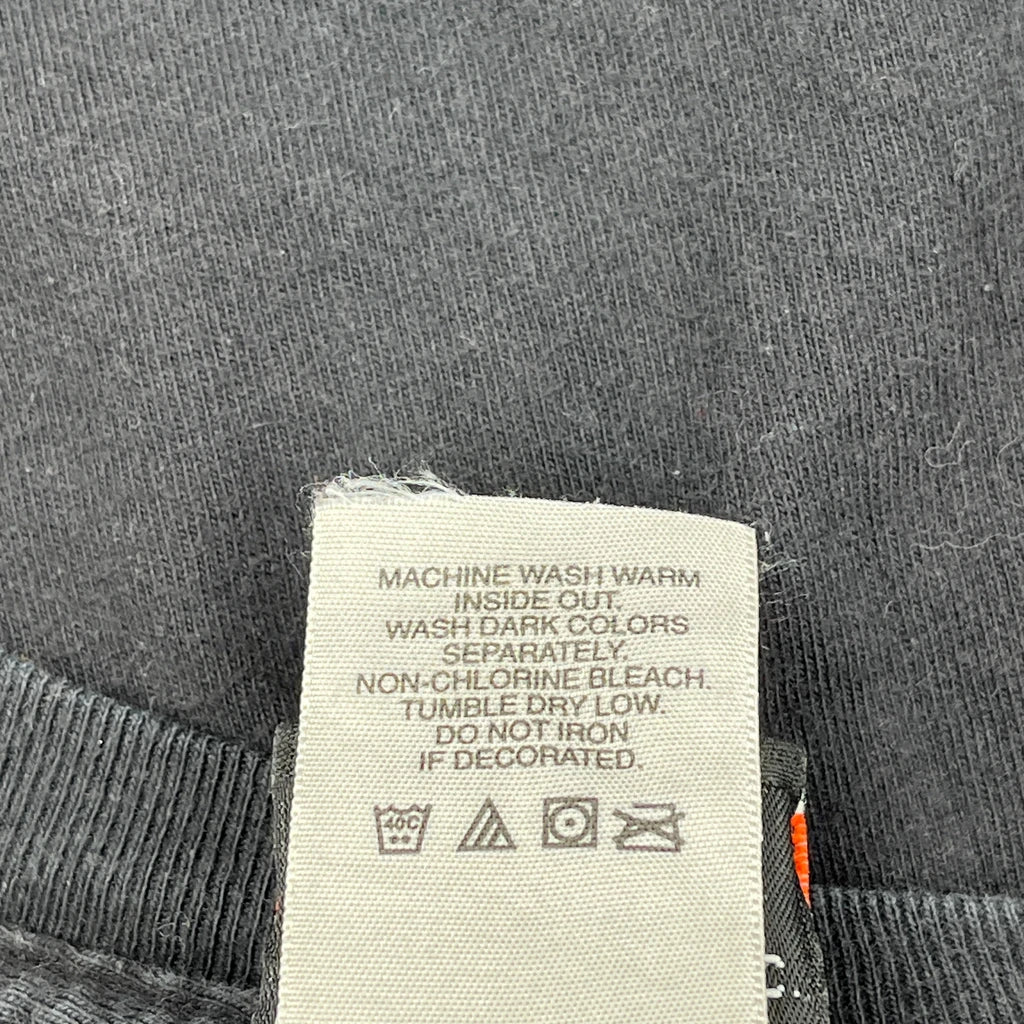 MACHINE WASH WARM
INSIDE OUT.
WASH DARK COLORS
SEPARATELY.
NON-CHLORINE BLEACH.
TUMBLE DRY LOW.
DO NOT IRON
IF DECORATED.
40C